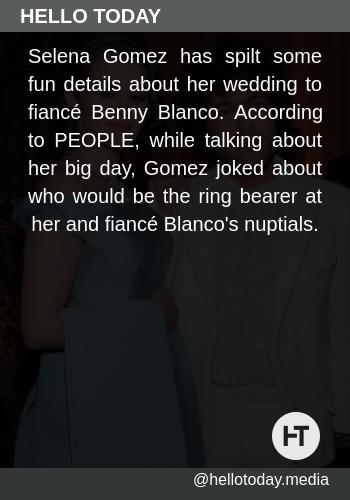 HELLO TODAY
Selena Gomez has spilt some
fun details about her wedding to
fiancé Benny Blanco. According
to PEOPLE, while talking about
her big day, Gomez joked about
who would be the ring bearer at
her and fiancé Blanco's nuptials.
HT
@hellotoday.media